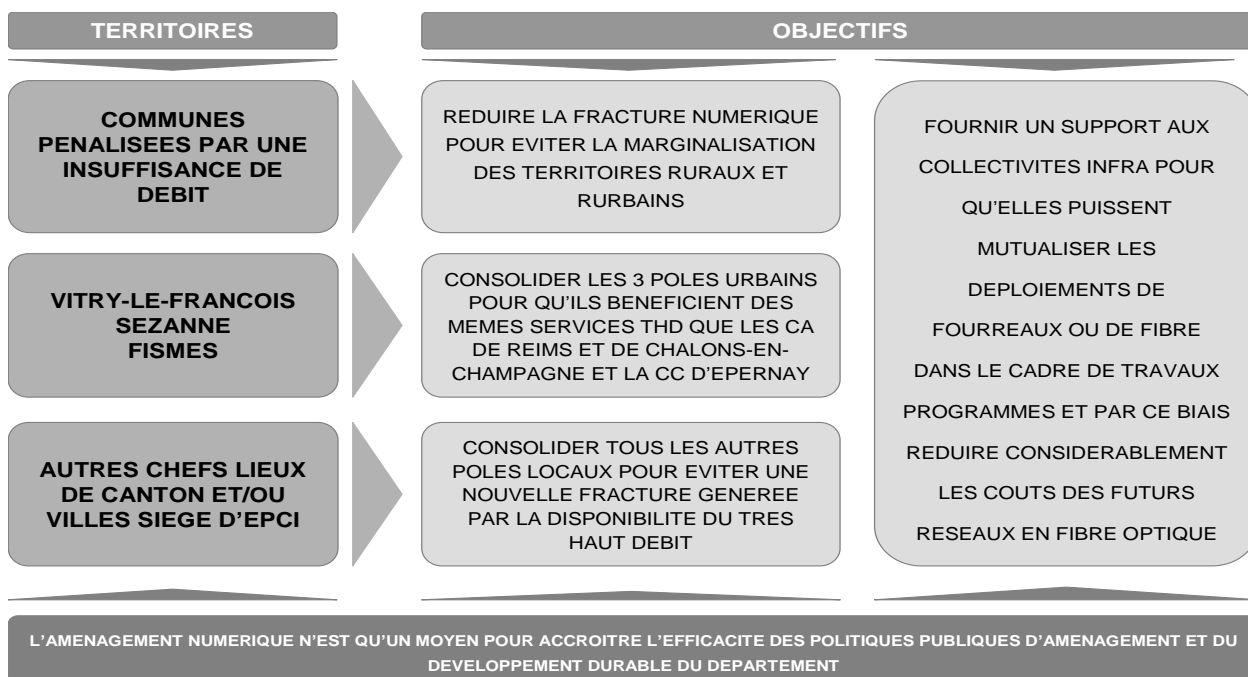 TERRITOIRES
OBJECTIFS
COMMUNES
PENALISEES PAR UNE
INSUFFISANCE DE
DEBIT
REDUIRE LA FRACTURE NUMERIQUE
POUR EVITER LA MARGINALISATION
DES TERRITOIRES RURAUX ET
RURBAINS
VITRY-LE-FRANCOIS
SEZANNE
FISMES
CONSOLIDER LES 3 POLES URBAINS
POUR QU'ILS BENEFICIENT DES
MEMES SERVICES THD QUE LES CA
DE REIMS ET DE CHALONS-EN-
CHAMPAGNE ET LA CC D'EPERNAY
AUTRES CHEFS LIEUX
DE CANTON ET/OU
VILLES SIEGE D'EPCI
CONSOLIDER TOUS LES AUTRES
POLES LOCAUX POUR EVITER UNE
NOUVELLE FRACTURE GENEREE
PAR LA DISPONIBILITE DU TRES
HAUT DEBIT
FOURNIR UN SUPPORT AUX
COLLECTIVITES INFRA POUR
QU'ELLES PUISSENT
MUTUALISER LES
DEPLOIEMENTS DE
FOURREAUX OU DE FIBRE
DANS LE CADRE DE TRAVAUX
PROGRAMMES ET PAR CE BIAIS
REDUIRE CONSIDERABLEMENT
LES COUTS DES FUTURS
RESEAUX EN FIBRE OPTIQUE
L'AMENAGEMENT NUMERIQUE N'EST QU'UN MOYEN POUR ACCROITRE L'EFFICACITE DES POLITIQUES PUBLIQUES D'AMENAGEMENT ET DU
DEVELOPPEMENT DURABLE DU DEPARTEMENT